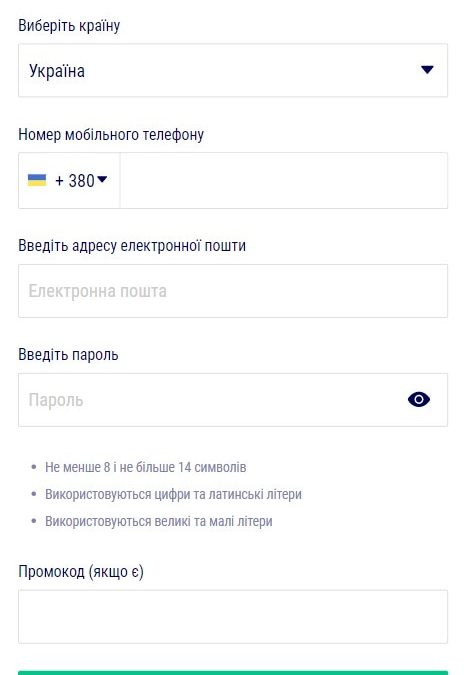 Виберіть країну
Україна
Номер мобільного телефону
+ 380
Введіть адресу електронної пошти
Електронна пошта
Введіть пароль
Пароль
Не менше 8 і не більше 14 символів
Використовуються цифри та латинські літери
Використовуються великі та малі літери
Промокод (якщо є)